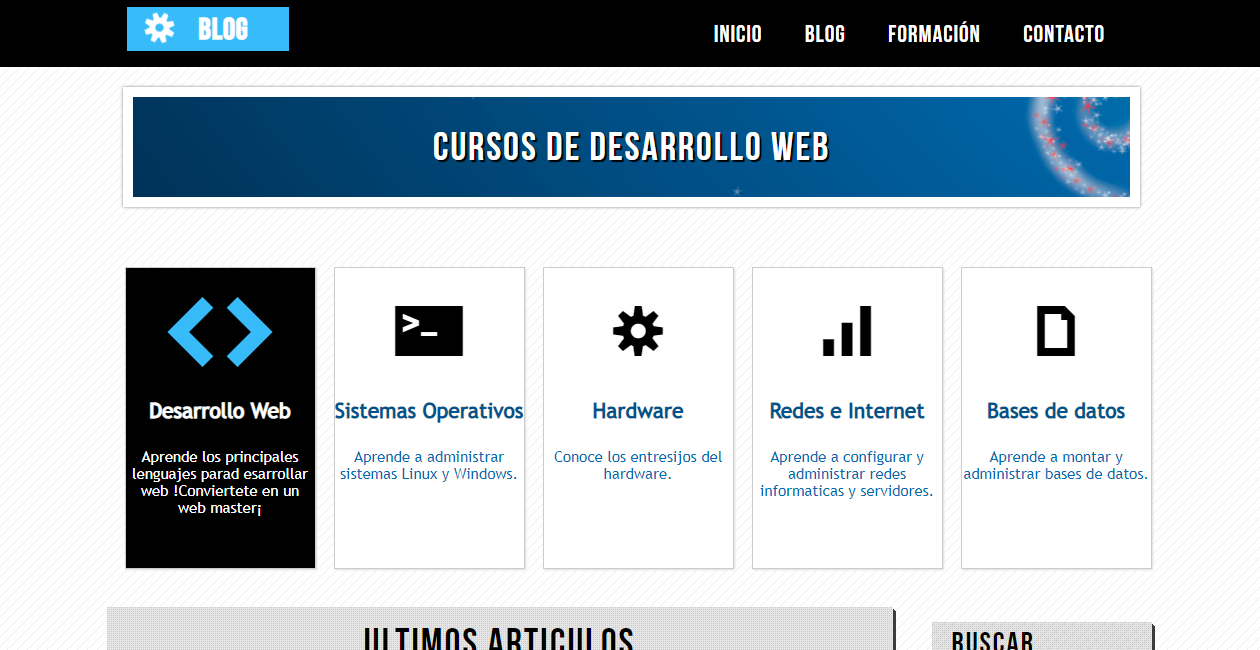 BLOG
INICIO BLOG FORMACIÓN CONTACTO
CURSOS DE DESARROLLO WEB
>_
Desarrollo Web
Aprende los principales
lenguajes parad esarrollar
web !Conviertete en un
web master¡
Sistemas Operativos
Aprende a administrar
sistemas Linux y Windows.
Hardware
Conoce los entresijos del
hardware.
Redes e Internet
Aprende a configurar y
administrar redes
informaticas y servidores.
Bases de datos
Aprende a montar y
administrar bases de datos.
ULTIMOS ARTICULOS
BUSCAR